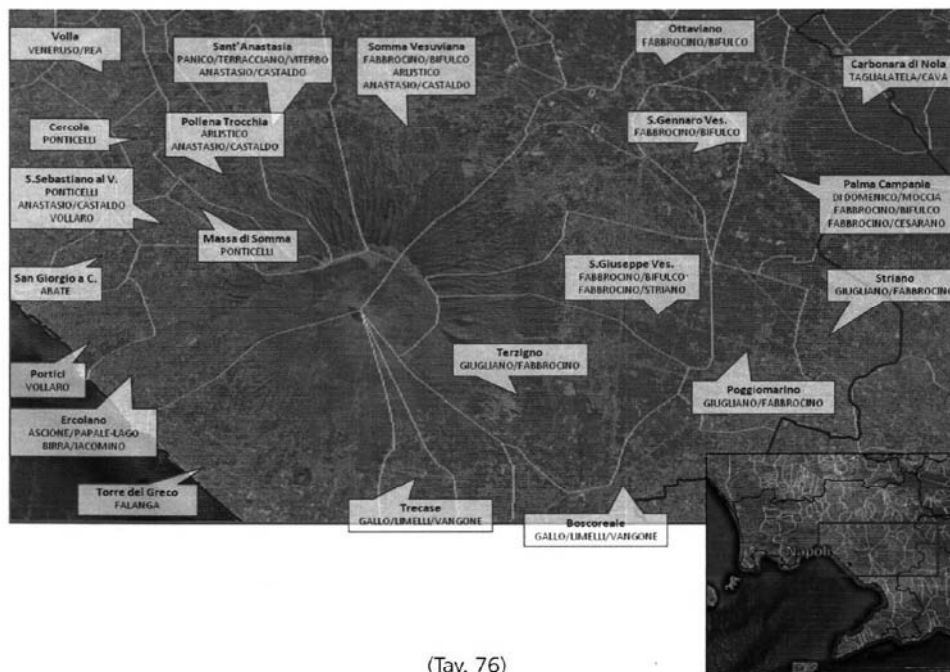 Volla
VENERUSO/REA
Sant'Anastasia
PANICO/TERRACCIANO/VITERBO
ANASTASIO/CASTALDO
Somma Vesuviana
FABBROCINO/BIFULCO
ARLISTICO
ANASTASIO/CASTALDO
Ottaviano
FABBROCINO/BIFULCO
Carbonara di Nola
TAGLIALATELA/CAVA
Cercola
PONTICELLI
Pollena Trocchia
ARLISTICO
ANASTASIO/CASTALDO
S.Gennaro Ves.
FABBROCINO/BIFULCO
S.Sebastiano al V.
PONTICELLI
ANASTASIO/CASTALDO
VOLLARO
Palma Campania
DI DOMENICO/MOCCIA
FABBROCINO/BIFULCO
FABBROCINO/CESARANO
Massa di Somma
PONTICELLI
San Giorgio a C.
ABATE
S.Giuseppe Ves.
FABBROCINO/BIFULCO
FABBROCINO/STRIANO
Striano
GIUGLIANO/FABBROCINO
Portici
VOLLARO
Terzigno
GIUGLIANO/FABBROCINO
Poggiomarino
GIUGLIANO/FABBROCINO
Ercolano
ASCIONE/PAPALE-LAGO
BIRRA/IACOMINO
Torre del Greco
FALANGA
Trecase
GALLO/LIMELLI/VANGONE
Boscoreale
GALLO/LIMELLI/VANGONE
Napoli
(Tav. 76)